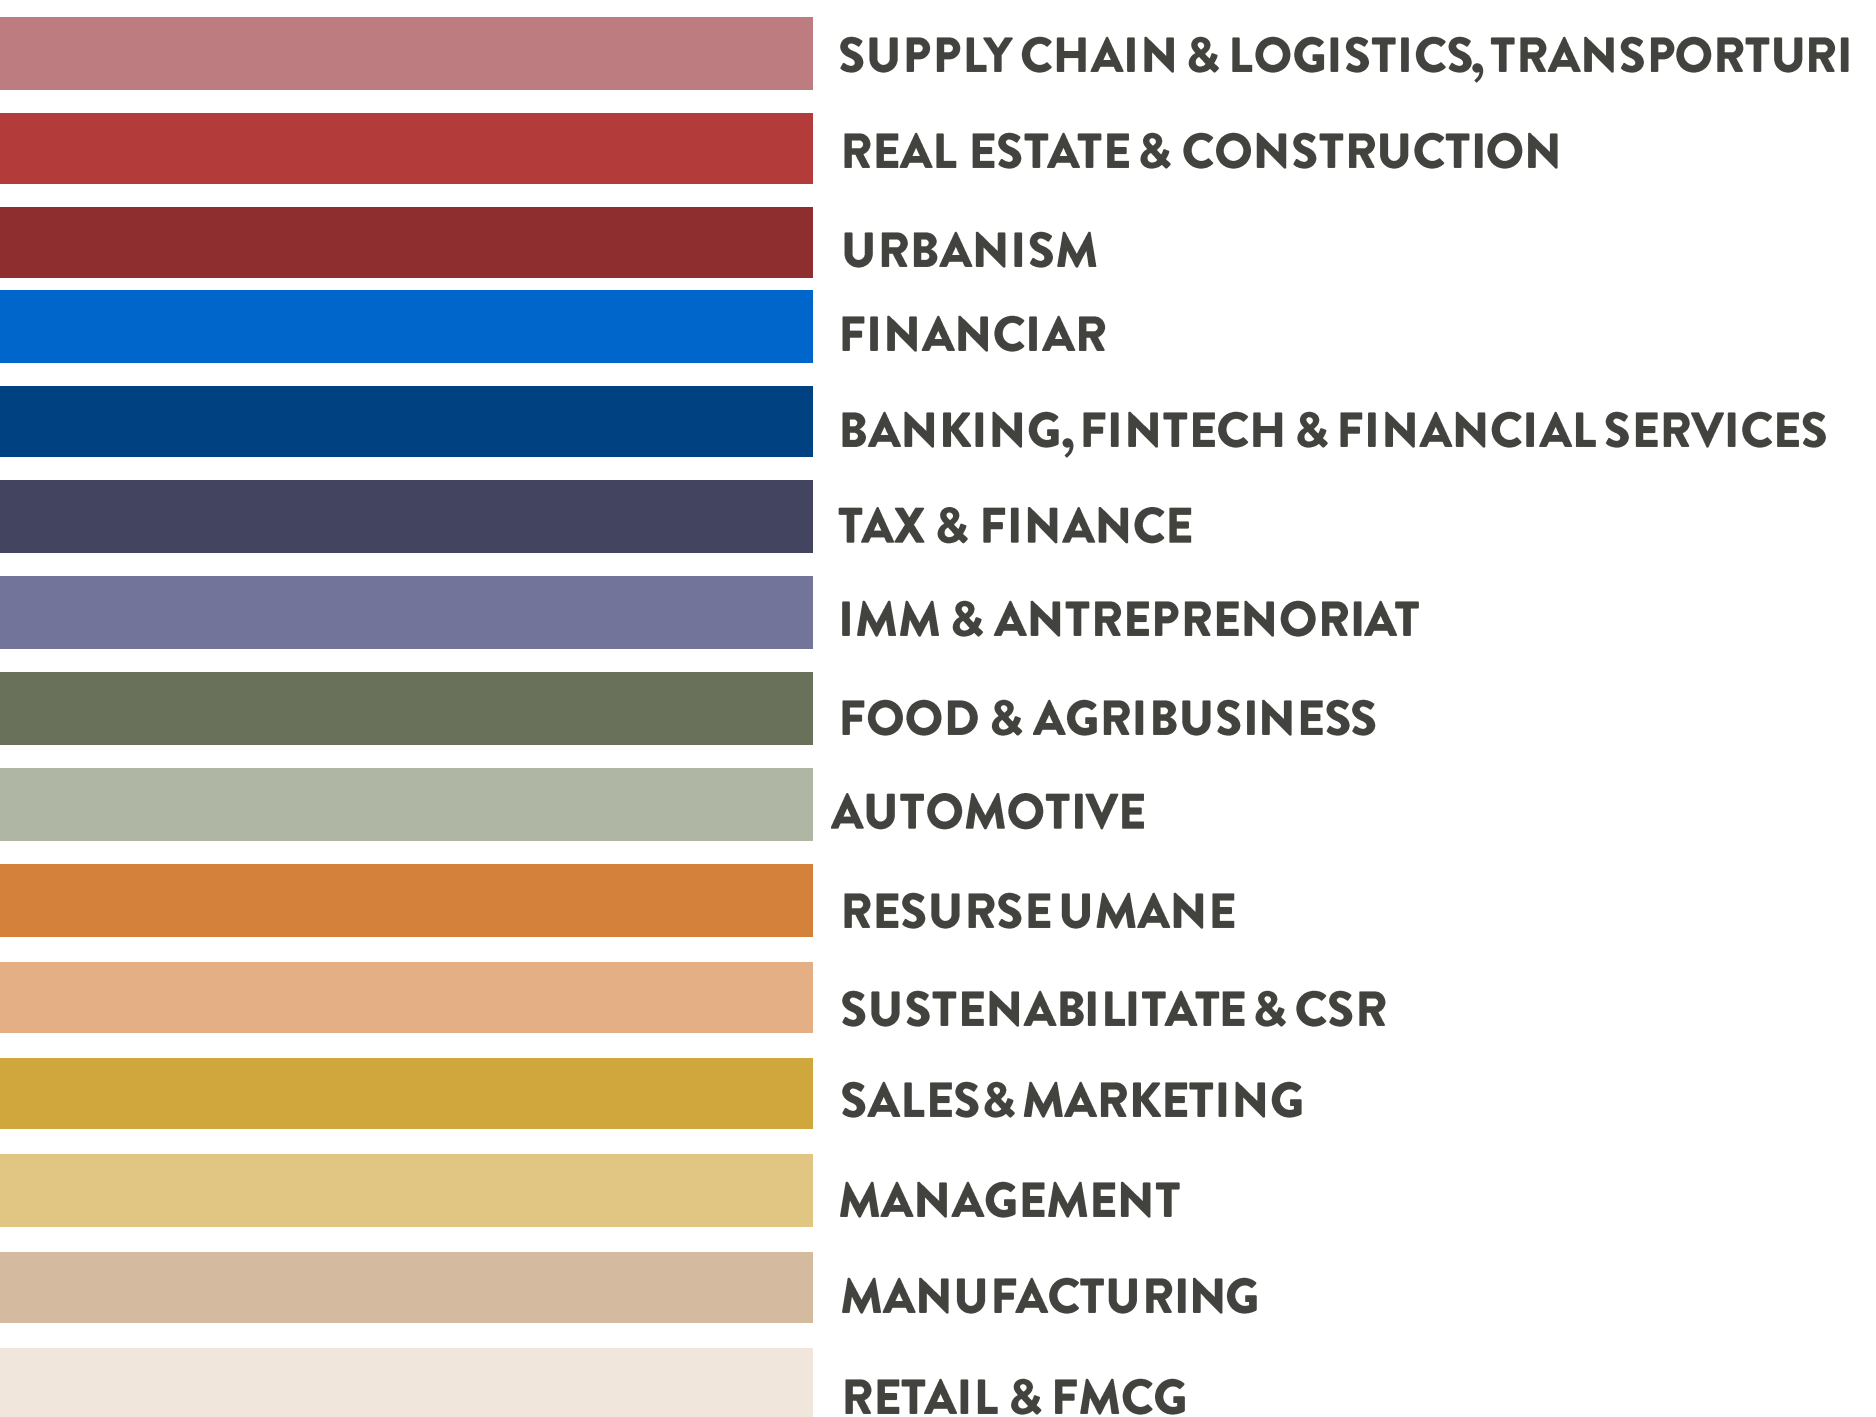 SUPPLY CHAIN & LOGISTICS, TRANSPORTURI
REAL ESTATE & CONSTRUCTION
URBANISM
FINANCIAR
BANKING, FINTECH & FINANCIAL SERVICES
TAX & FINANCE
IMM & ANTREPRENORIAT
FOOD & AGRIBUSINESS
AUTOMOTIVE
RESURSE UMANE
SUSTENABILITATE & CSR
SALES & MARKETING
MANAGEMENT
MANUFACTURING
RETAIL & FMCG